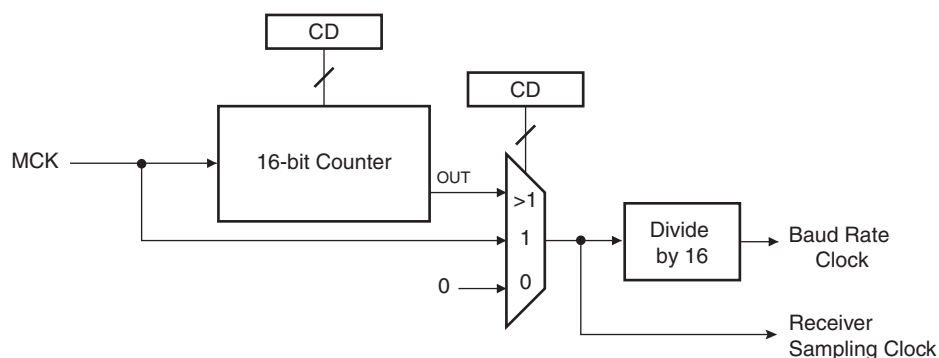 CD
CD
MCK
16-bit Counter
OUT
>1
1
0
0
Divide
by 16
Baud Rate
Clock
Receiver
Sampling Clock